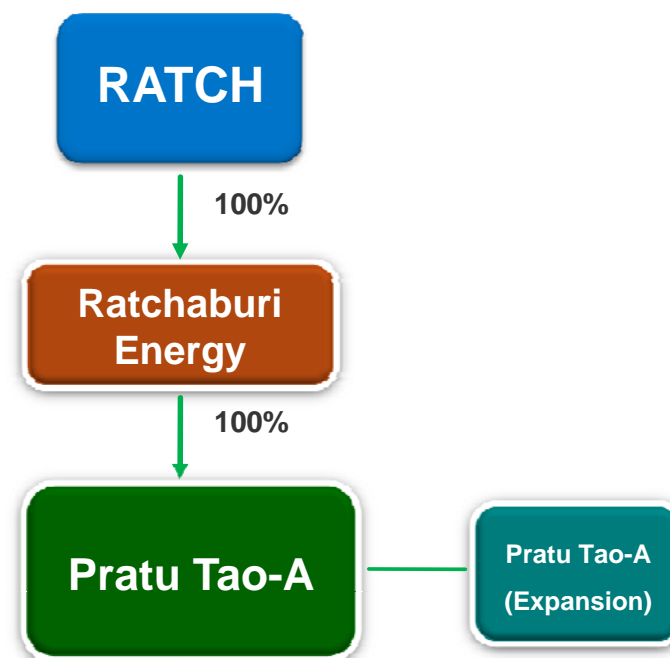 RATCH
100%
Ratchaburi
Energy
100%
Pratu Tao-A
Pratu Tao-A
(Expansion)